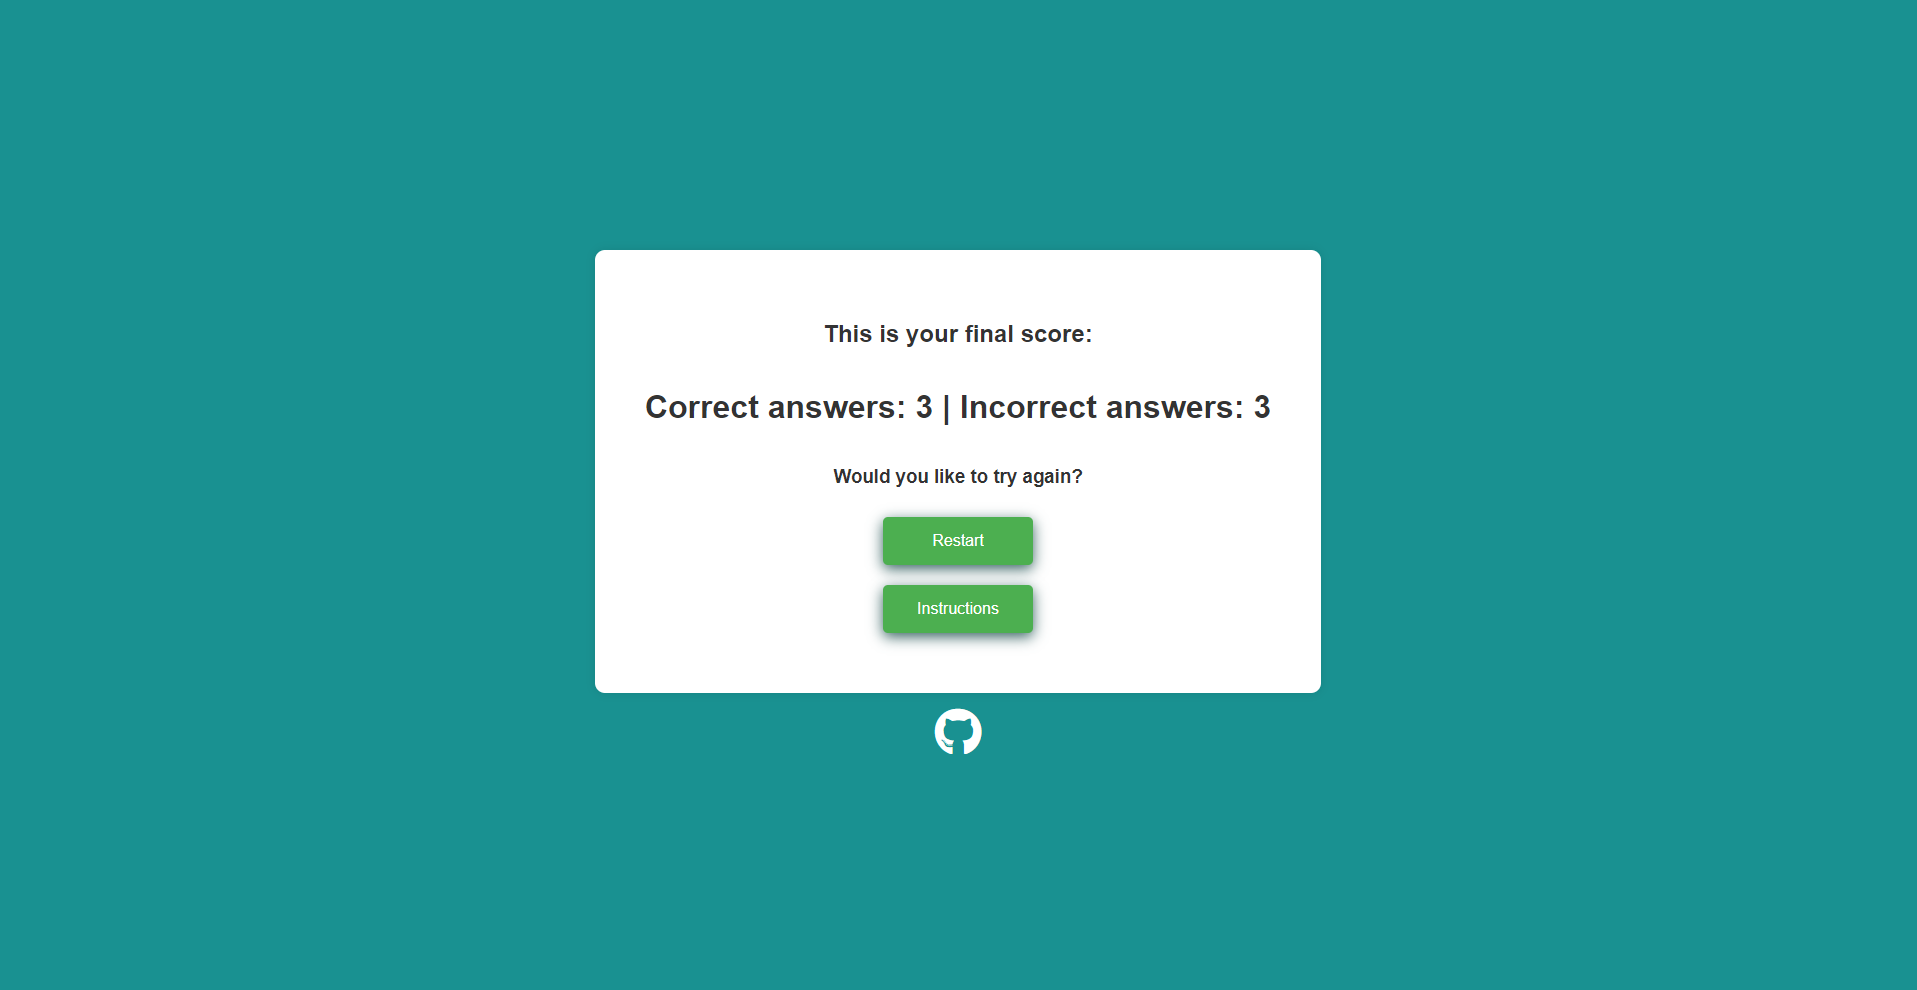 This is your final score:
Correct answers: 3 | Incorrect answers: 3
Would you like to try again?
Restart
Instructions